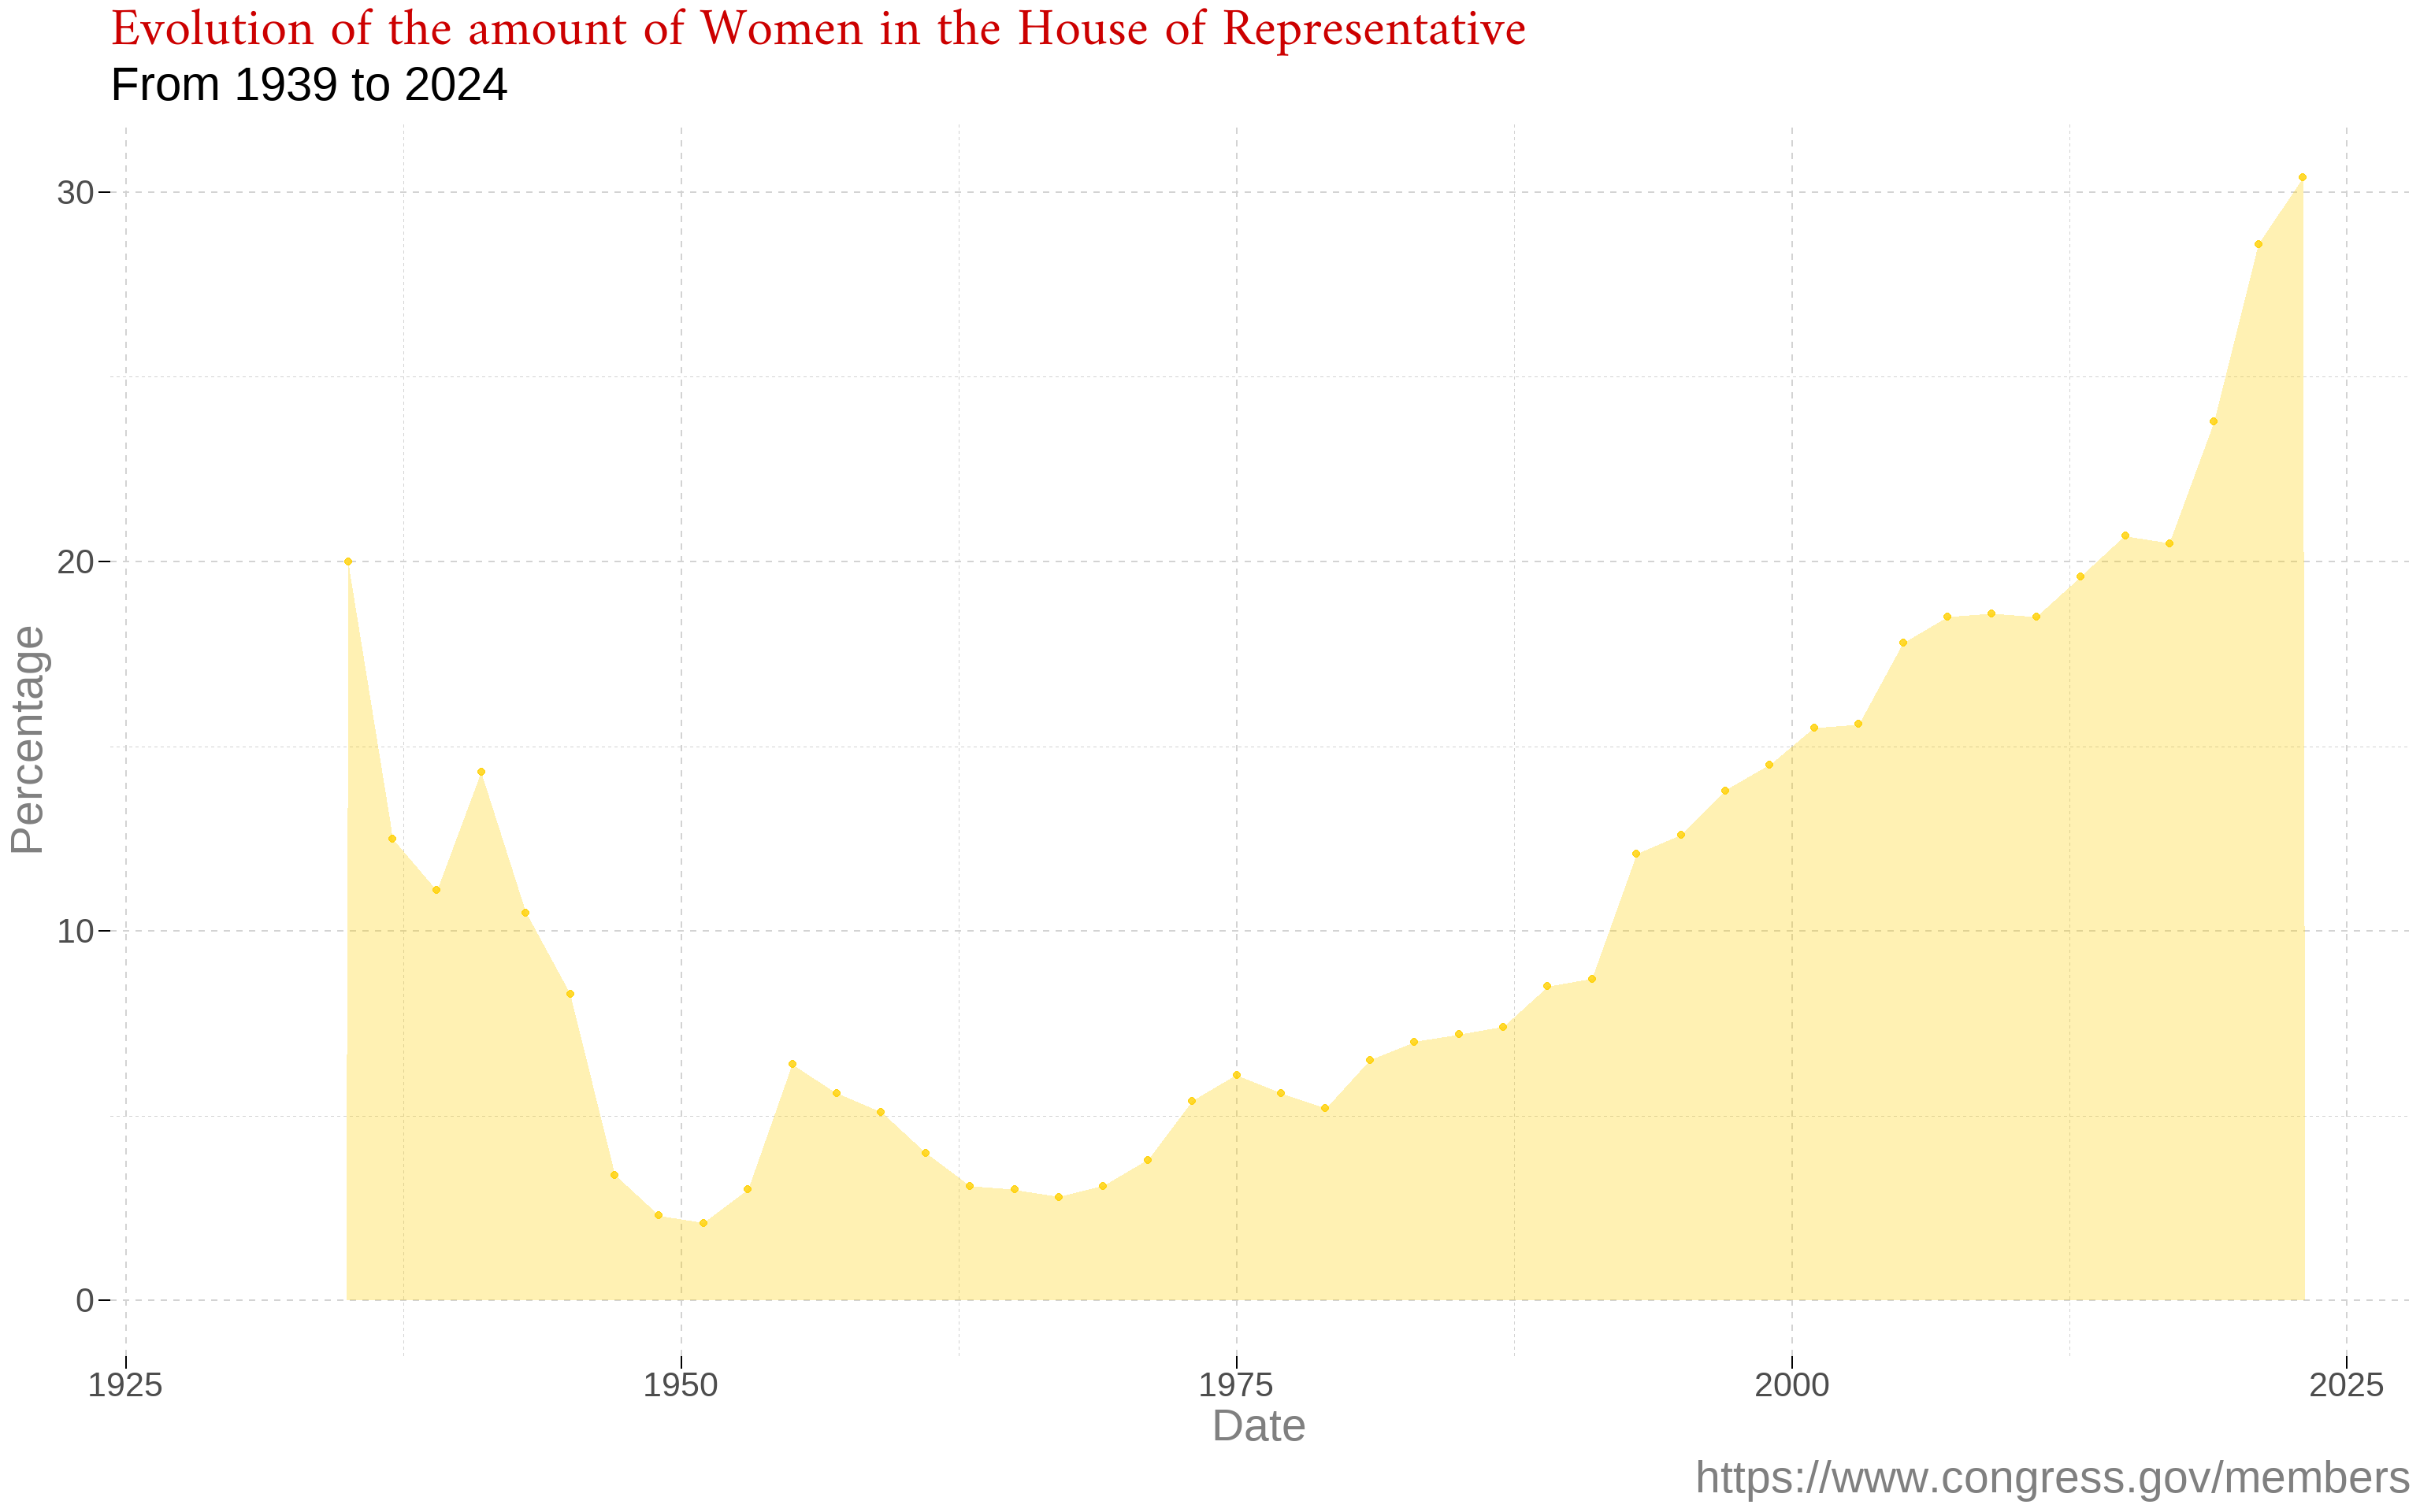 Evolution of the amount of Women in the House of Representative
From 1939 to 2024
30
20
10
0
Percentage
1925 1950 1975 2000 2025
Date
https://www.congress.gov/members